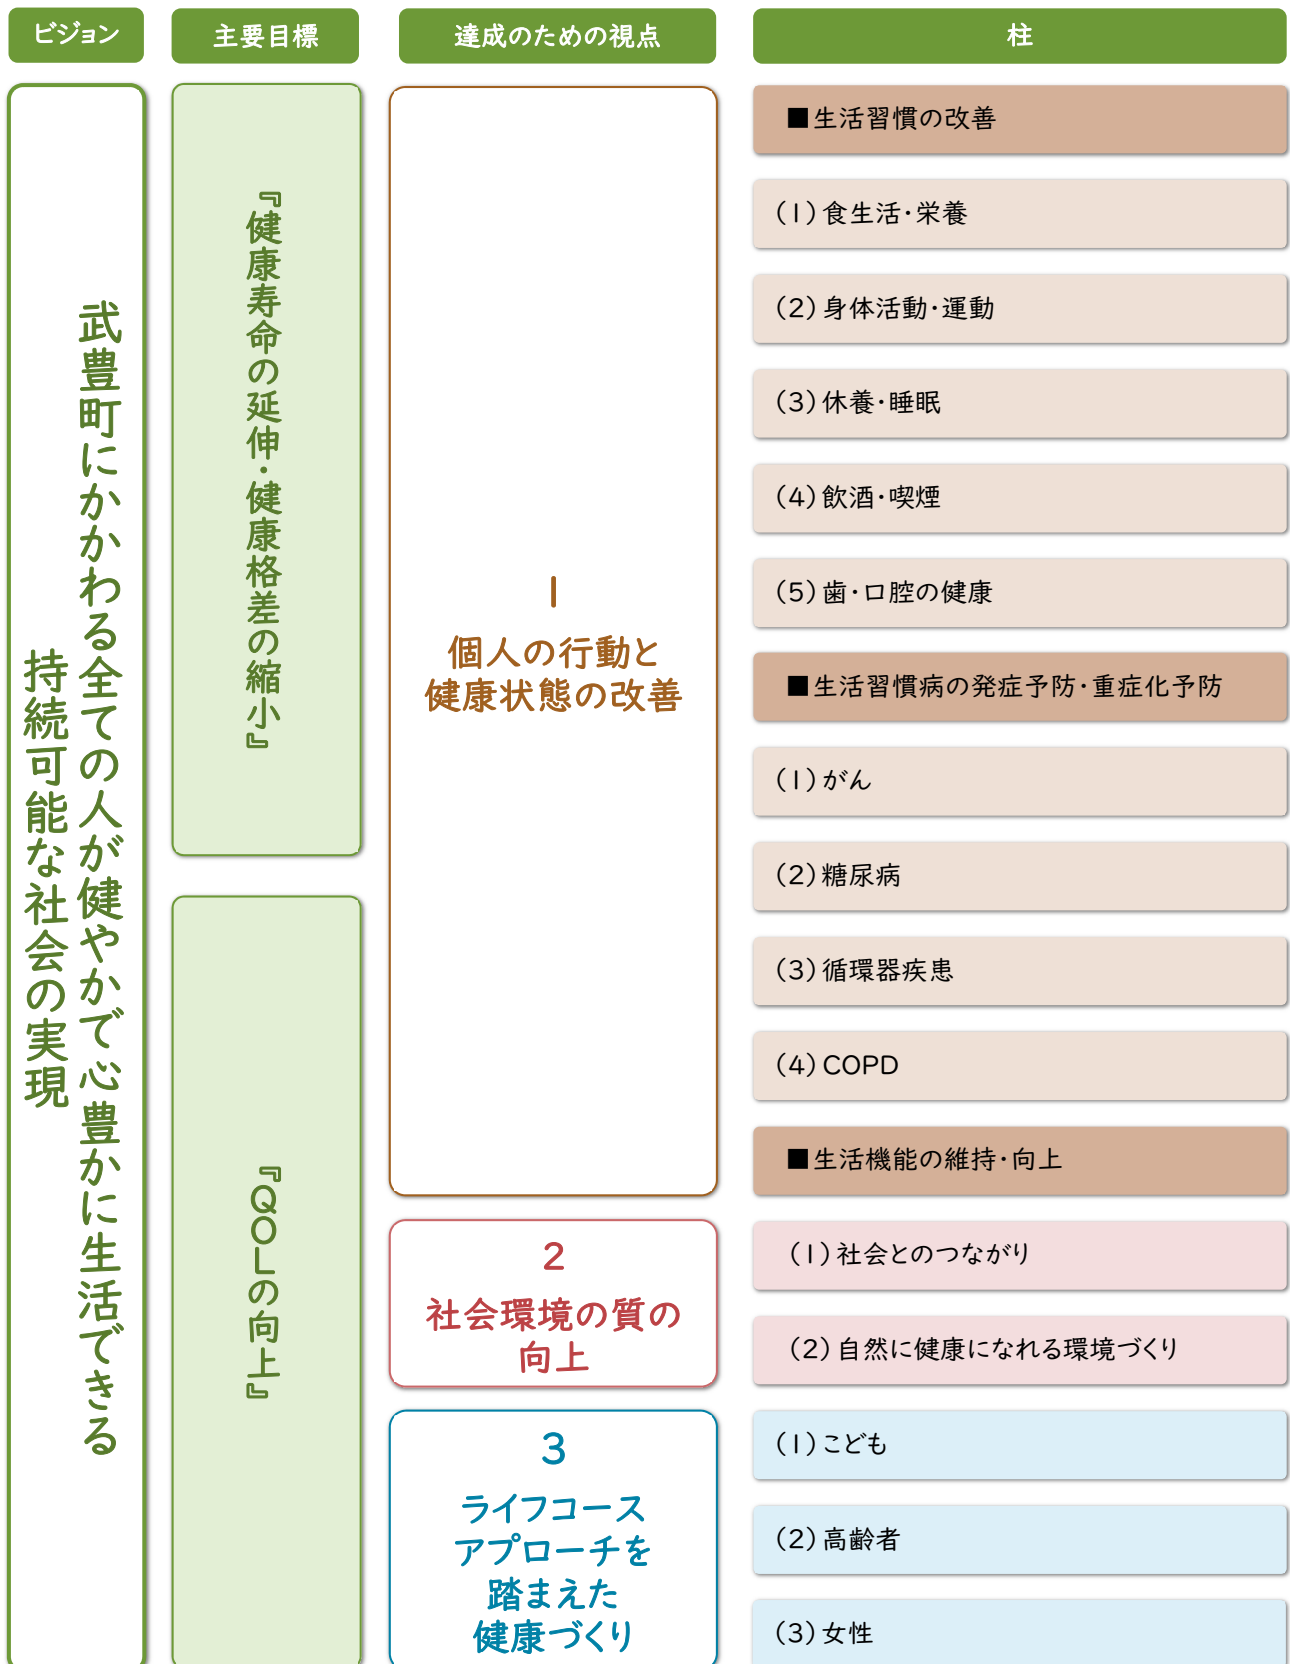 ビジョン
主要目標
達成のための視点
柱
武豊町にかかわる全ての人が健やかで心豊かに生活できる
持続可能な社会の実現
『健康寿命の延伸・健康格差の縮小』
『QOLの向上』
1
個人の行動と
健康状態の改善
■生活習慣の改善
(1)食生活・栄養
(2)身体活動・運動
(3)休養・睡眠
(4)飲酒・喫煙
(5)歯・口腔の健康
■生活習慣病の発症予防・重症化予防
(1)がん
(2)糖尿病
(3)循環器疾患
(4)COPD
■生活機能の維持・向上
2
社会環境の質の
向上
(1)社会とのつながり
(2)自然に健康になれる環境づくり
3
ライフコース
アプローチを
踏まえた
健康づくり
(1)こども
(2)高齢者
(3)女性